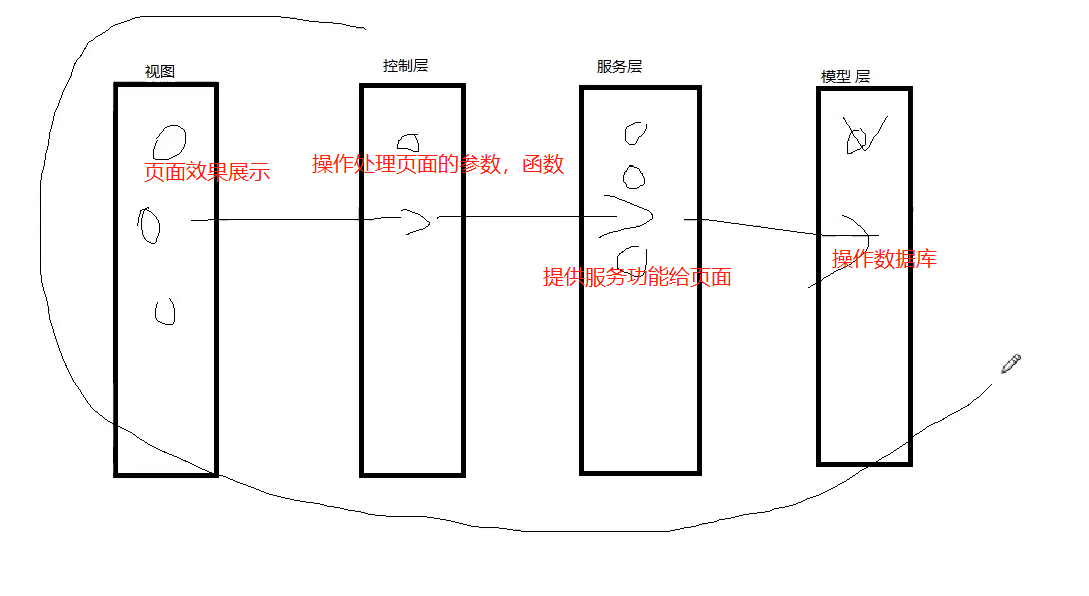 视图
控制层
服务层
模型 层
页面效果展示
操作处理页面的参数，函数
提供服务功能给页面
操作数据库